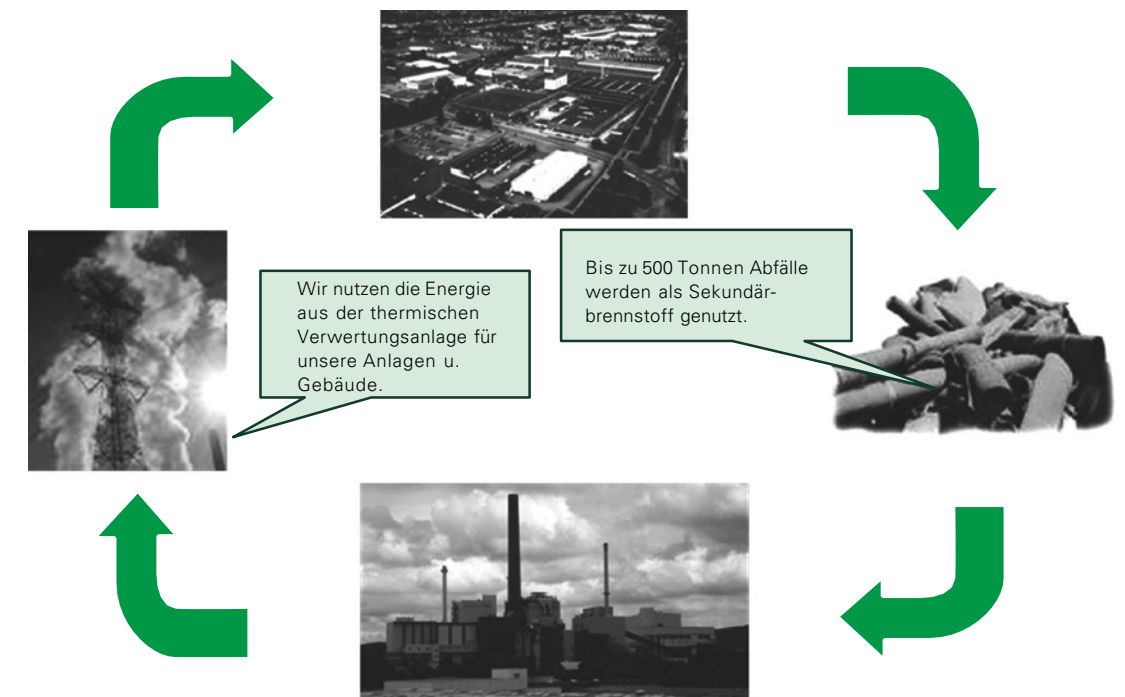 Wir nutzen die Energie
aus der thermischen
Verwertungsanlage für
unsere Anlagen u.
Gebäude.
Bis zu 500 Tonnen Abfälle
werden als Sekundär-
brennstoff genutzt.